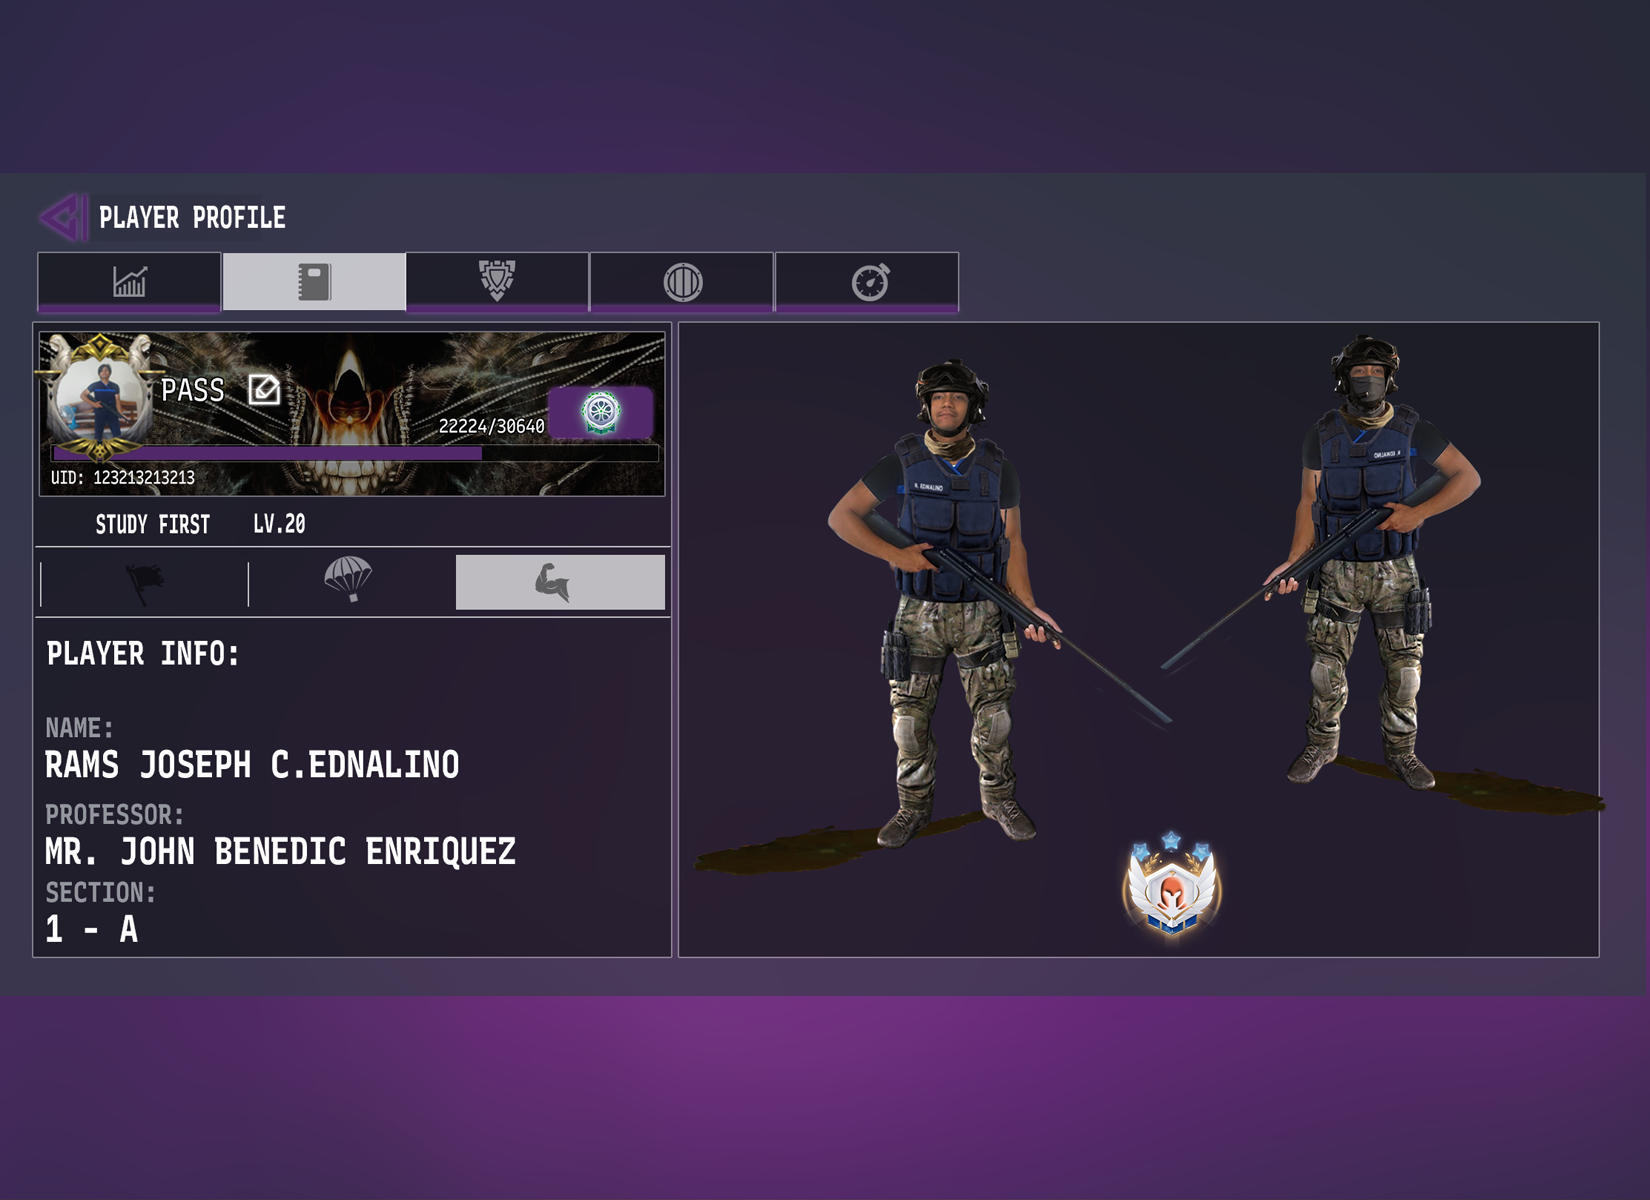 PLAYER PROFILE
PASS
22224/30640
UID: 123213213213
STUDY FIRST LV.20
PLAYER INFO:
NAME:
RAMS JOSEPH C.EDNALINO
PROFESSOR:
MR. JOHN BENEDIC ENRIQUEZ
SECTION:
1 - A
N. EDNALINO